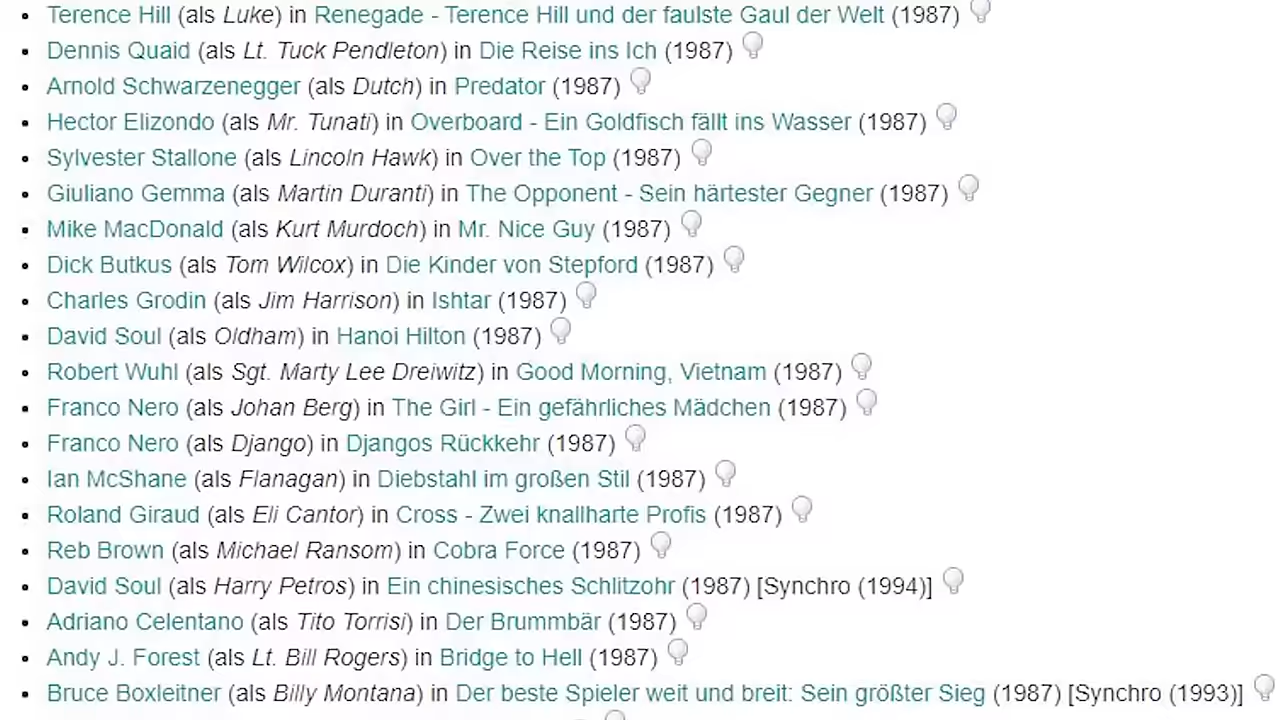 • Terence Hill (als Luke) in Renegade - Terence Hill und der faulste Gaul der Welt (1987)
• Dennis Quaid (als Lt. Tuck Pendleton) in Die Reise ins Ich (1987)
• Arnold Schwarzenegger (als Dutch) in Predator (1987)
• Hector Elizondo (als Mr. Tunati) in Overboard - Ein Goldfisch fällt ins Wasser (1987)
• Sylvester Stallone (als Lincoln Hawk) in Over the Top (1987)
• Giuliano Gemma (als Martin Duranti) in The Opponent - Sein härtester Gegner (1987)
• Mike MacDonald (als Kurt Murdoch) in Mr. Nice Guy (1987)
• Dick Butkus (als Tom Wilcox) in Die Kinder von Stepford (1987)
• Charles Grodin (als Jim Harrison) in Ishtar (1987)
• David Soul (als Oldham) in Hanoi Hilton (1987)
• Robert Wuhl (als Sgt. Marty Lee Dreiwitz) in Good Morning, Vietnam (1987)
• Franco Nero (als Johan Berg) in The Girl - Ein gefährliches Mädchen (1987)
• Franco Nero (als Django) in Djangos Rückkehr (1987)
• Ian McShane (als Flanagan) in Diebstahl im großen Stil (1987)
• Roland Giraud (als Eli Cantor) in Cross - Zwei knallharte Profis (1987)
• Reb Brown (als Michael Ransom) in Cobra Force (1987)
• David Soul (als Harry Petros) in Ein chinesisches Schlitzohr (1987) [Synchro (1994)]
• Adriano Celentano (als Tito Torrisi) in Der Brummbär (1987)
• Andy J. Forest (als Lt. Bill Rogers) in Bridge to Hell (1987)
• Bruce Boxleitner (als Billy Montana) in Der beste Spieler weit und breit: Sein größter Sieg (1987) [Synchro (1993)]